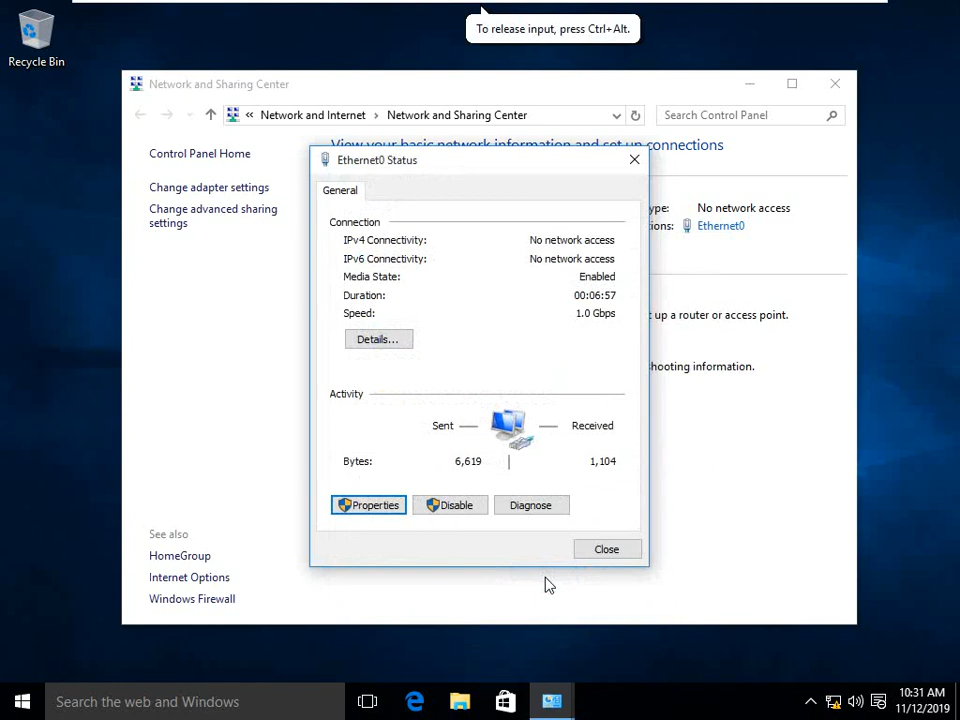 To release input, press Ctrl+Alt.
Recycle Bin
Network and Sharing Center
« Network and Internet > Network and Sharing Center
Search Control Panel
Control Panel Home
View your basic network information and set up connections
Ethernet0 Status
Change adapter settings
General
Change advanced sharing
settings
ype: No network access
ions: Ethernet0
Connection
IPv4 Connectivity: No network access
IPv6 Connectivity: No network access
Media State: Enabled
Duration: 00:06:57
Speed: 1.0 Gbps
t up a router or access point.
Details...
hooting information.
Activity
Sent — — Received
Bytes: 6,619 | 1,104
Properties Disable Diagnose
Close
See also
HomeGroup
Internet Options
Windows Firewall
Search the web and Windows
10:31 AM
11/12/2019